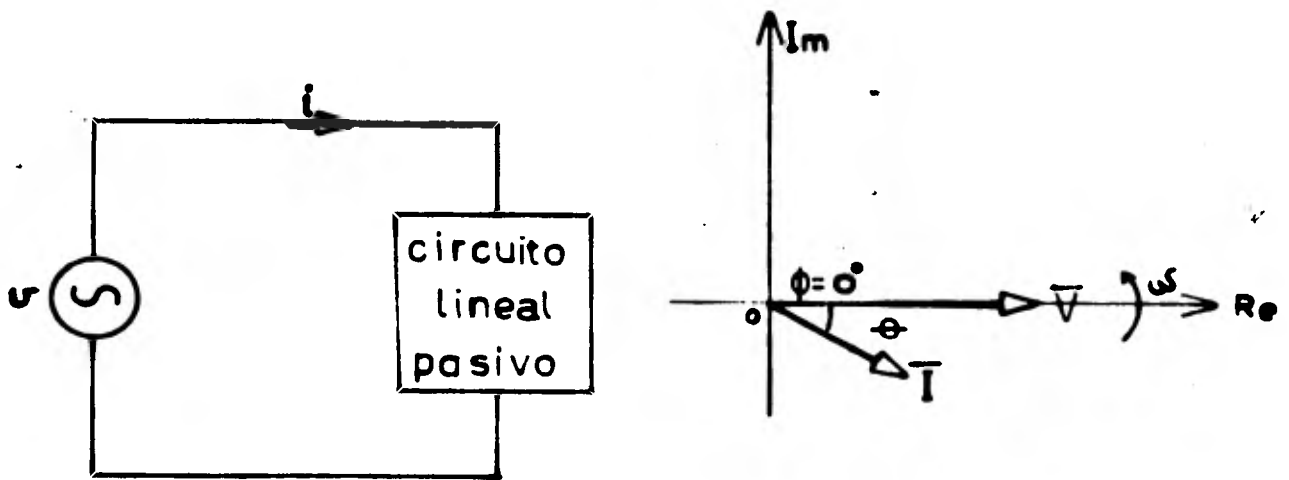 i
v
circuito
lineal
pasivo
Im
ϕ=0°
ω
o
θ
V̅
Re
I̅